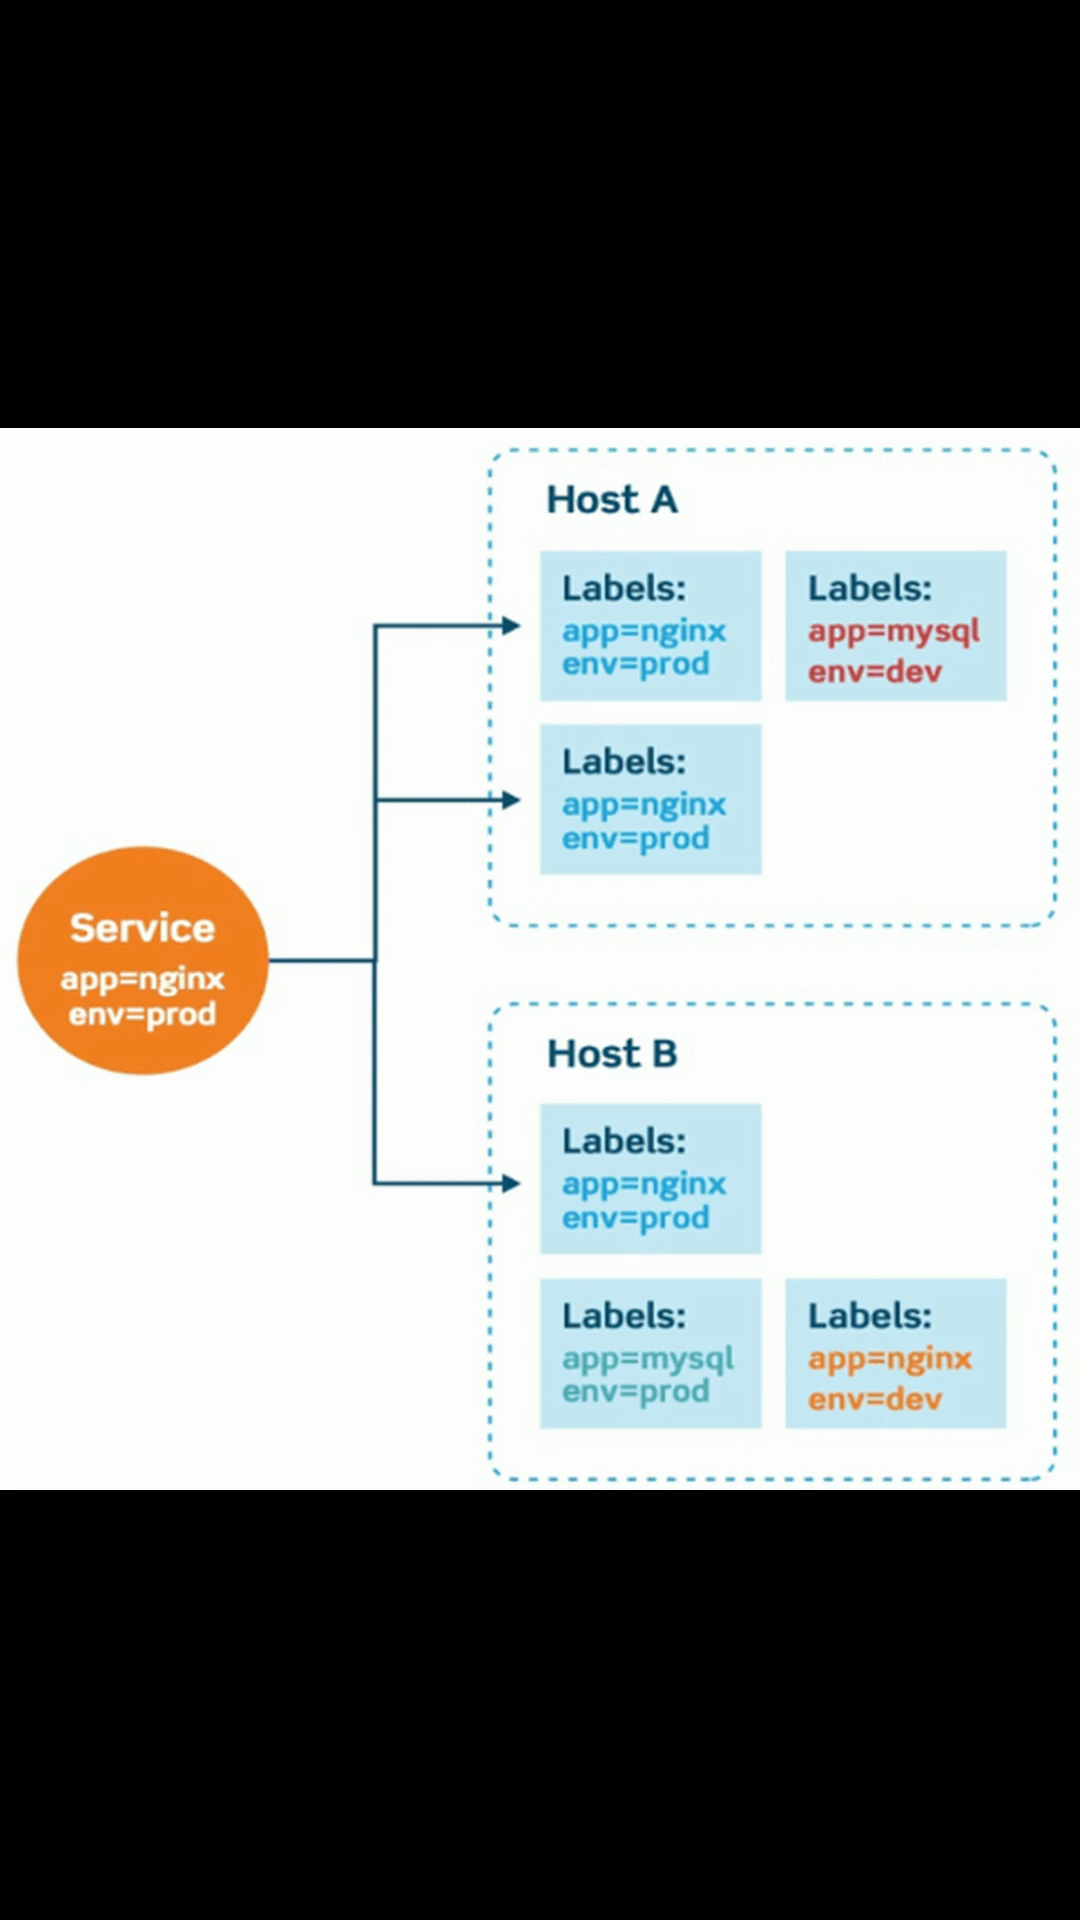 Host A
Labels:
app=nginx
env=prod
Labels:
app=mysql
env=dev
Labels:
app=nginx
env=prod
Service
app=nginx
env=prod
Host B
Labels:
app=nginx
env=prod
Labels:
app=mysql
env=prod
Labels:
app=nginx
env=dev